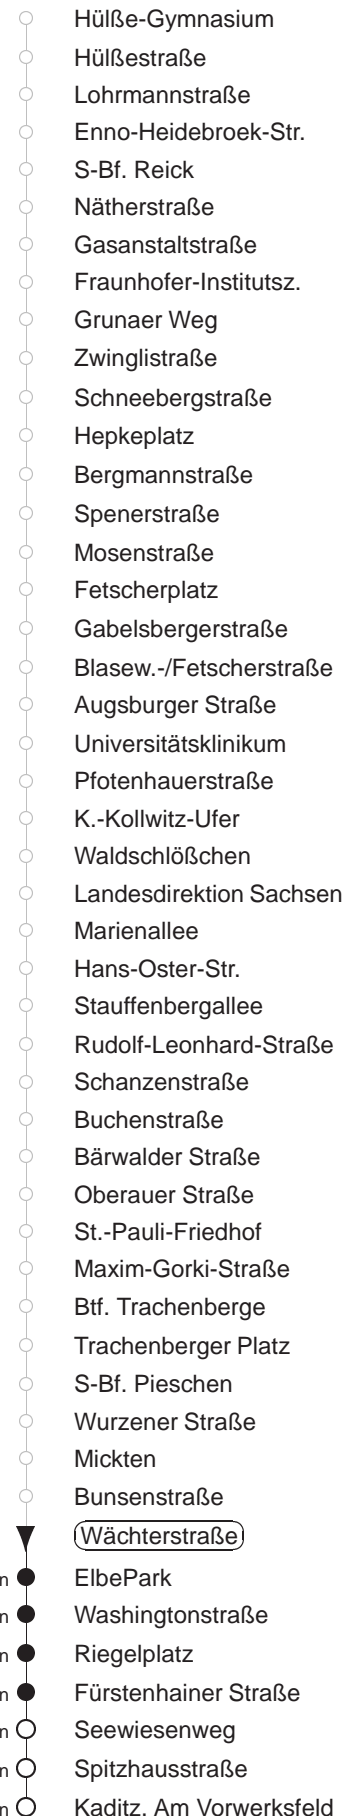 Hülße-Gymnasium
Hülßestraße
Lohrmannstraße
Enno-Heidebroek-Str.
S-Bf. Reick
Nätherstraße
Gasanstaltstraße
Fraunhofer-Institutsz.
Grunaer Weg
Zwinglistraße
Schneebergstraße
Hepkeplatz
Bergmannstraße
Spenerstraße
Mosenstraße
Fetscherplatz
Gabelsbergerstraße
Blasew.-/Fetscherstraße
Augsburger Straße
Universitätsklinikum
Pfotenhauerstraße
K.-Kollwitz-Ufer
Waldschlößchen
Landesdirektion Sachsen
Marienallee
Hans-Oster-Str.
Stauffenbergallee
Rudolf-Leonhard-Straße
Schanzenstraße
Buchenstraße
Bärwalder Straße
Oberauer Straße
St.-Pauli-Friedhof
Maxim-Gorki-Straße
Btf. Trachenberge
Trachenberger Platz
S-Bf. Pieschen
Wurzener Straße
Mickten
Bunsenstraße
Wächterstraße
n ElbePark
n Washingtonstraße
n Riegelplatz
n Fürstenhainer Straße
n Seewiesenweg
n Spitzhausstraße
n Kaditz, Am Vorwerksfeld